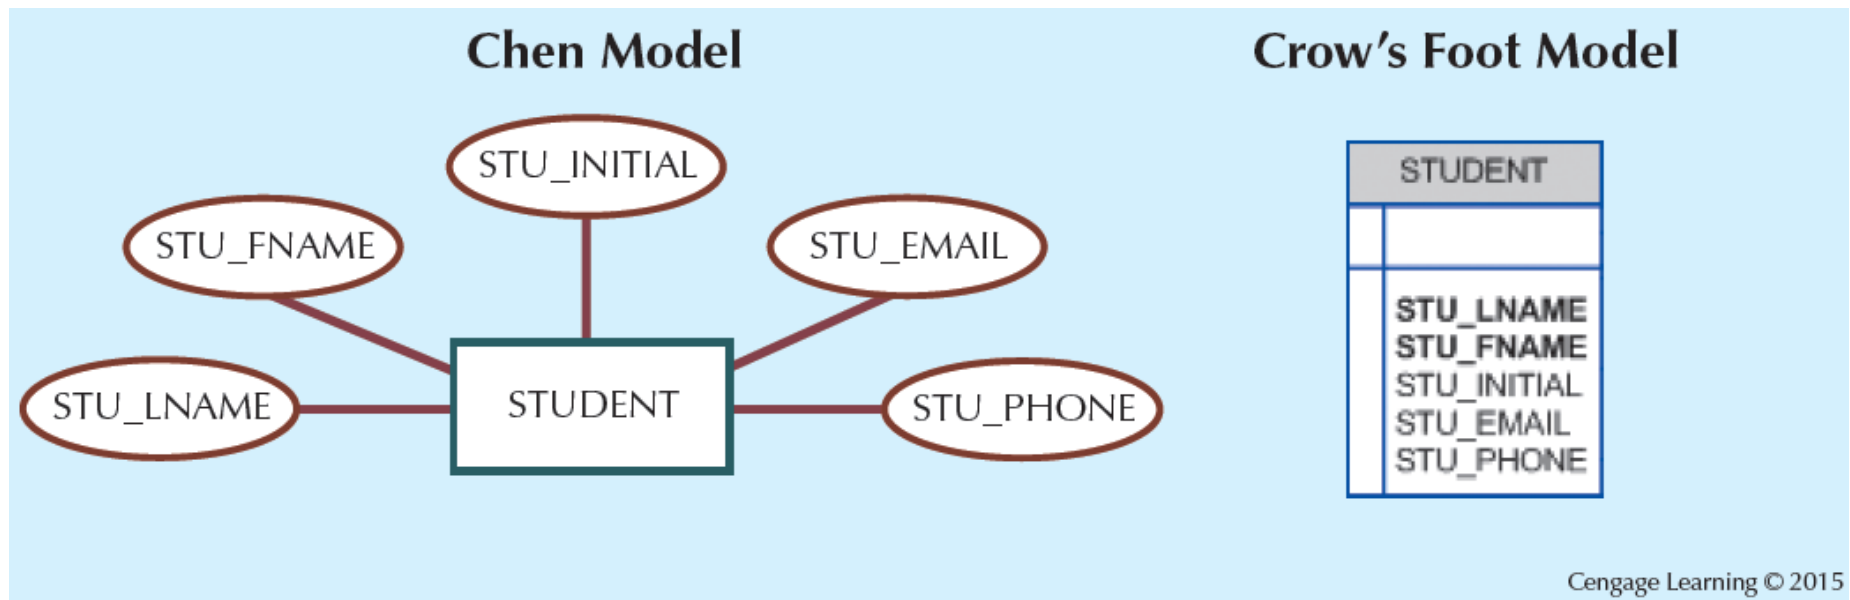 Chen Model
STU_INITIAL
STU_FNAME
STU_EMAIL
STU_LNAME
STUDENT
STU_PHONE
Crow’s Foot Model
STUDENT
STU_LNAME
STU_FNAME
STU_INITIAL
STU_EMAIL
STU_PHONE
Cengage Learning © 2015